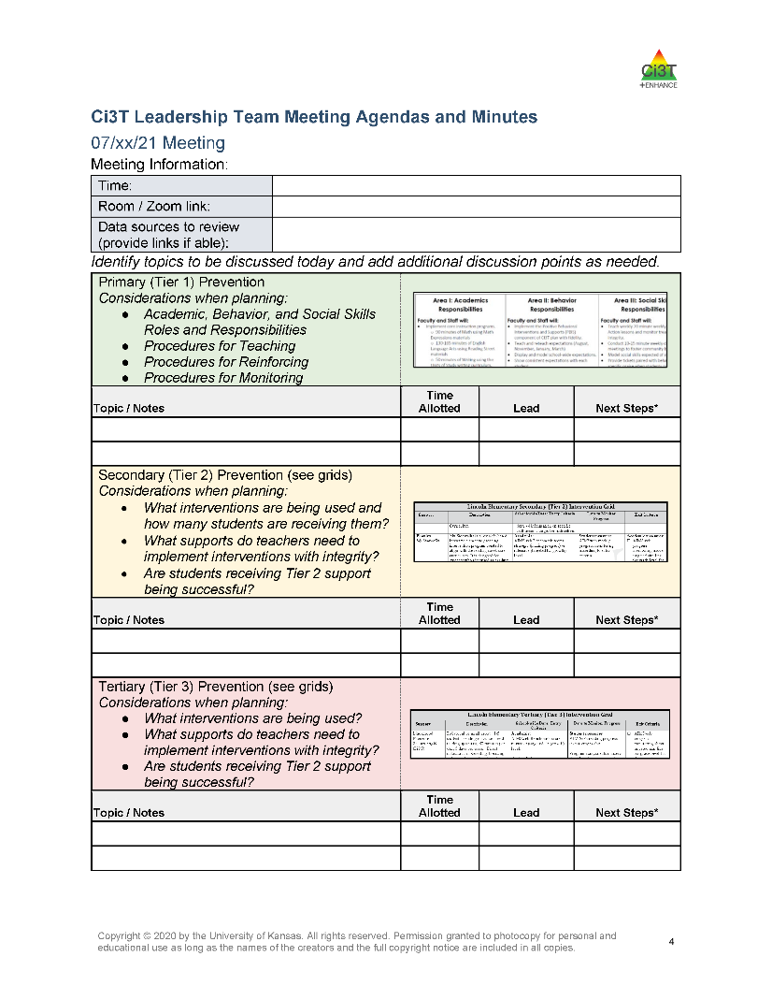 Ci3T
+ENHANCE
Ci3T Leadership Team Meeting Agendas and Minutes
07/xx/21 Meeting
Meeting Information:
Time:
Room / Zoom link:
Data sources to review
(provide links if able):
Identify topics to be discussed today and add additional discussion points as needed.
Primary (Tier 1) Prevention
Considerations when planning:
● Academic, Behavior, and Social Skills
Roles and Responsibilities
● Procedures for Teaching
● Procedures for Reinforcing
● Procedures for Monitoring
Area I: Academics
Responsibilities
Area II: Behavior
Responsibilities
Area III: Social Ski
Responsibilities
Faculty and Staff will:
Faculty and Staff will:
Faculty and Staff will:
Topic / Notes
Time
Allotted
Lead
Next Steps*
Secondary (Tier 2) Prevention (see grids)
Considerations when planning:
• What interventions are being used and
how many students are receiving them?
• What supports do teachers need to
implement interventions with integrity?
• Are students receiving Tier 2 support
being successful?
Lincoln Elementary Secondary (Tier 2) Intervention Grid
Support
Description
Exit Criteria
Topic / Notes
Time
Allotted
Lead
Next Steps*
Tertiary (Tier 3) Prevention (see grids)
Considerations when planning:
● What interventions are being used?
● What supports do teachers need to
implement interventions with integrity?
● Are students receiving Tier 2 support
being successful?
Lincoln Elementary Tertiary (Tier 3) Intervention Grid
Support
Description
Exit Criteria
Topic / Notes
Time
Allotted
Lead
Next Steps*
Copyright © 2020 by the University of Kansas. All rights reserved. Permission granted to photocopy for personal and
educational use as long as the names of the creators and the full copyright notice are included in all copies.
4